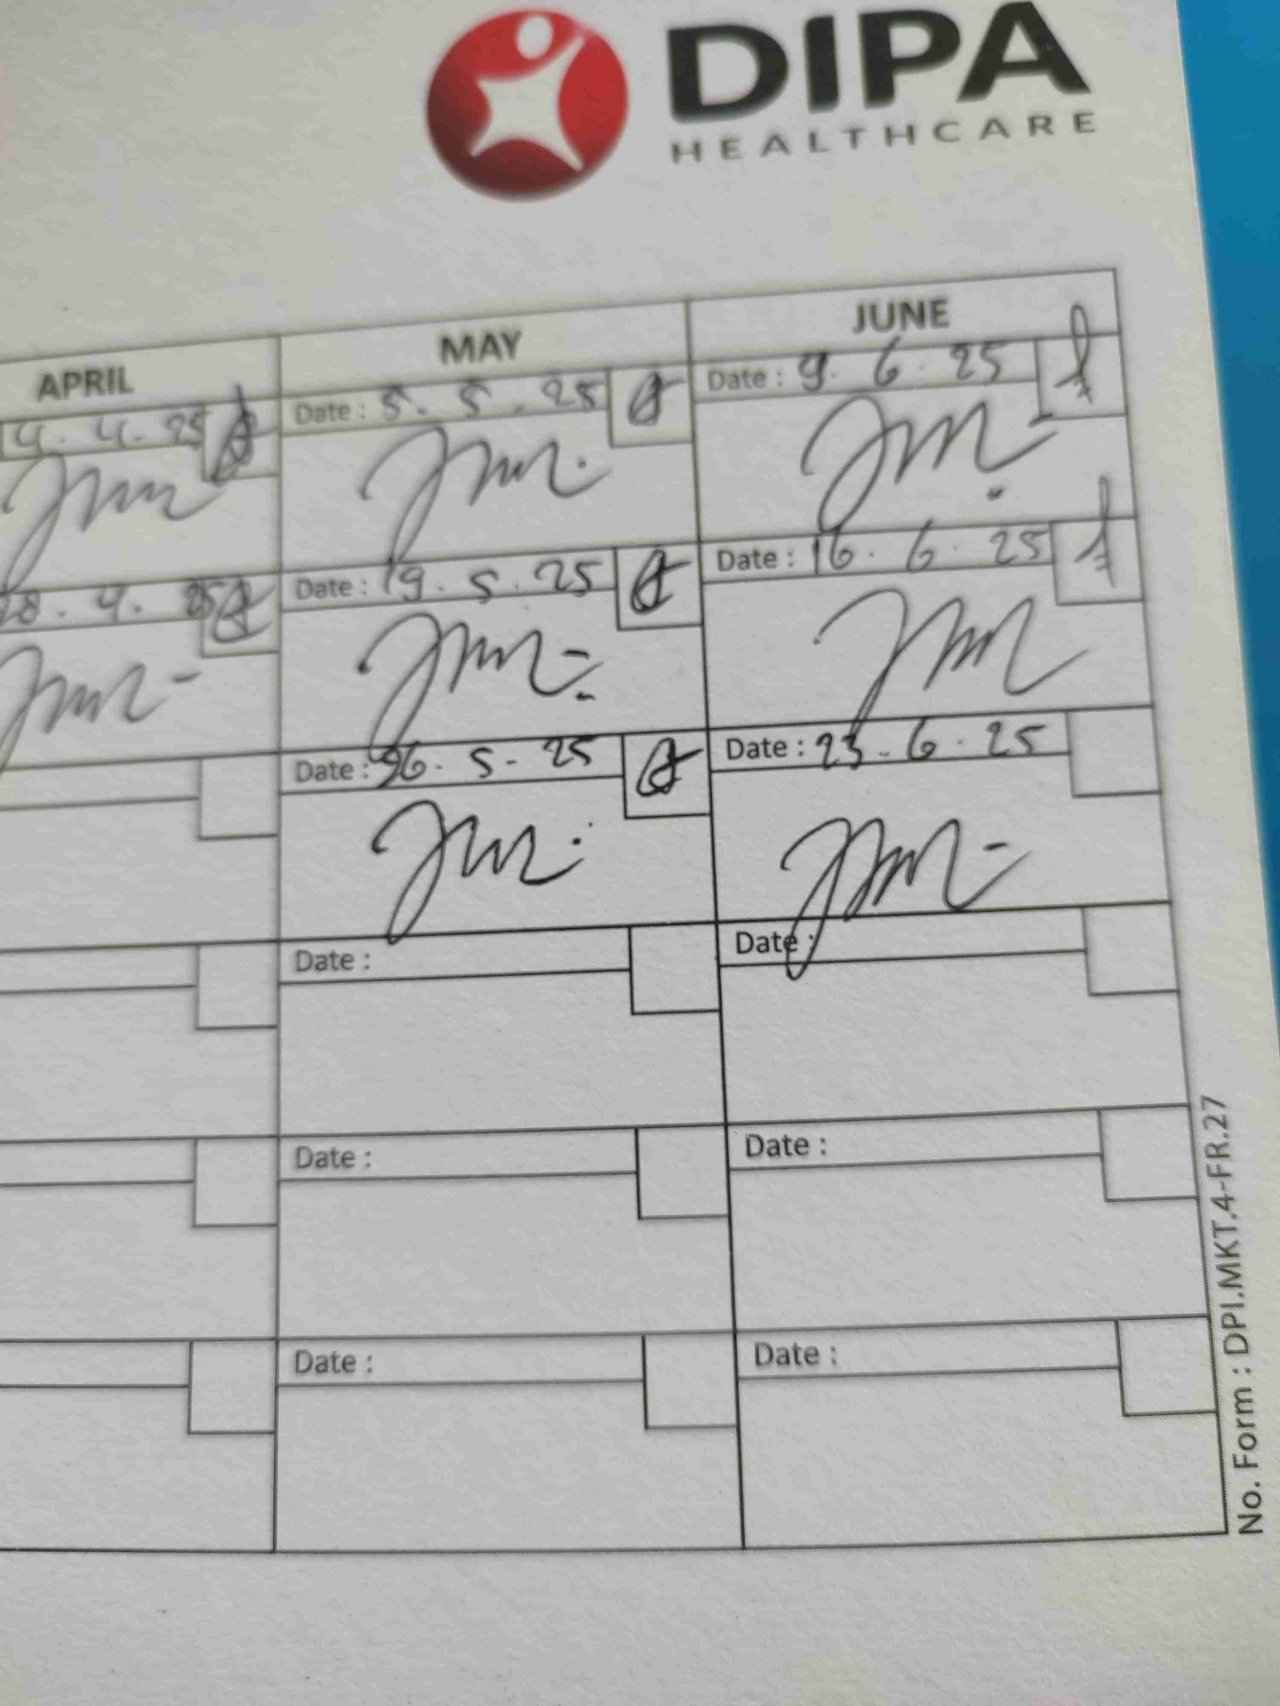 DIPA
HEALTHCARE
APRIL MAY JUNE
4.4.25 Date : 5.5.25 Date : 9.6.25
Date : 19.5.25 Date : 16.6.25
Date : 26.5.25 Date : 23.6.25
Date : Date :
Date : Date :
Date : Date :
No. Form : DPI.MKT.4-FR.27